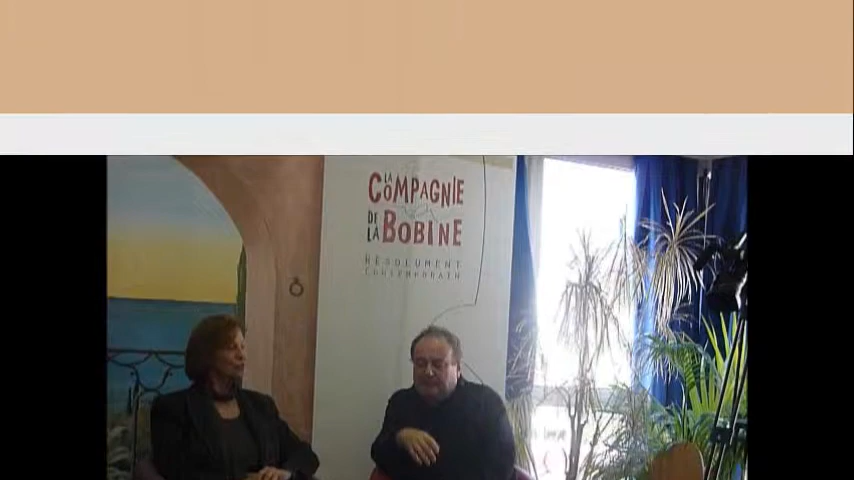 LA
COMPAGNIE
DE
LA BOBINE
RÉSOLUMENT
CONTEMPORAIN